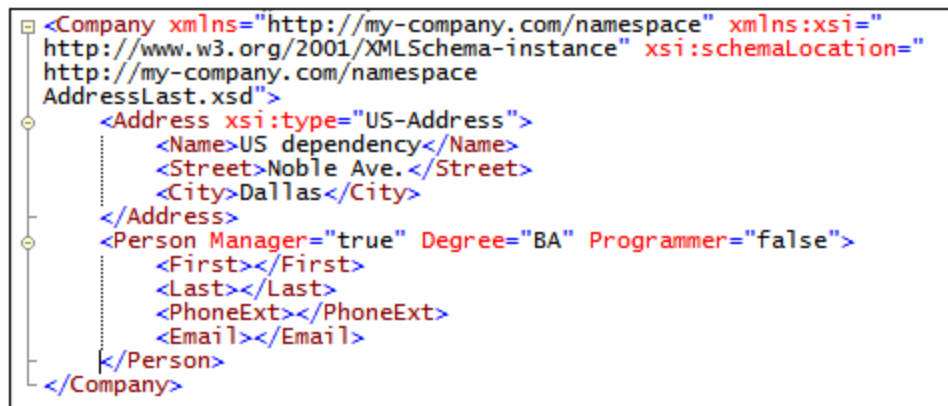 <Company xmlns="http://my-company.com/namespace" xmlns:xsi="
http://www.w3.org/2001/XMLSchema-instance" xsi:schemaLocation="
http://my-company.com/namespace
AddressLast.xsd">
<Address xsi:type="US-Address">
<Name>US dependency</Name>
<Street>Noble Ave.</Street>
<City>Dallas</City>
</Address>
<Person Manager="true" Degree="BA" Programmer="false">
<First></First>
<Last></Last>
<PhoneExt></PhoneExt>
<Email></Email>
</Person>
</Company>